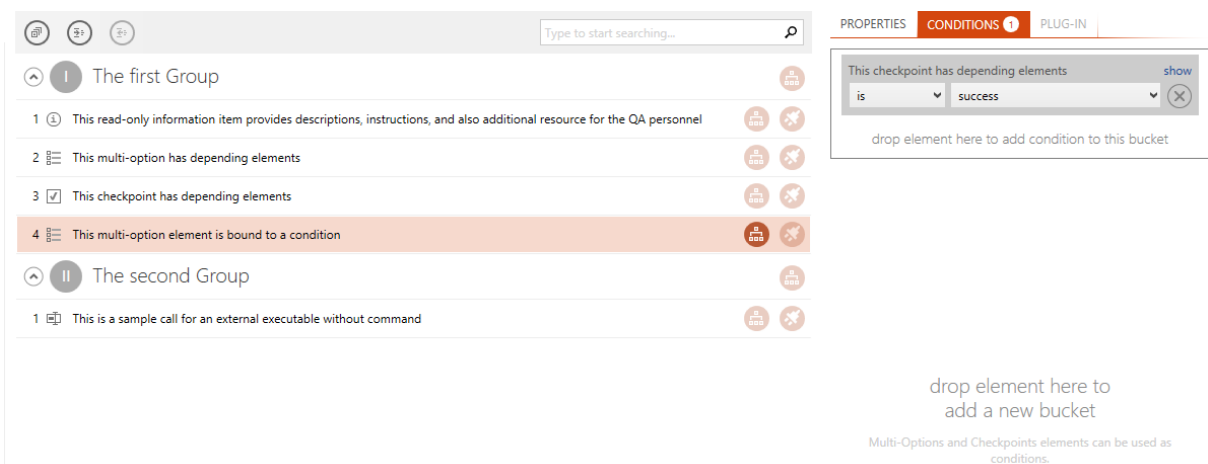 Type to start searching...
PROPERTIES CONDITIONS 1 PLUG-IN
I The first Group
1 This read-only information item provides descriptions, instructions, and also additional resource for the QA personnel
2 This multi-option has depending elements
3 This checkpoint has depending elements
4 This multi-option element is bound to a condition
II The second Group
1 This is a sample call for an external executable without command
This checkpoint has depending elements show
is success
drop element here to add condition to this bucket
drop element here to
add a new bucket
Multi-Options and Checkpoints elements can be used as
conditions.